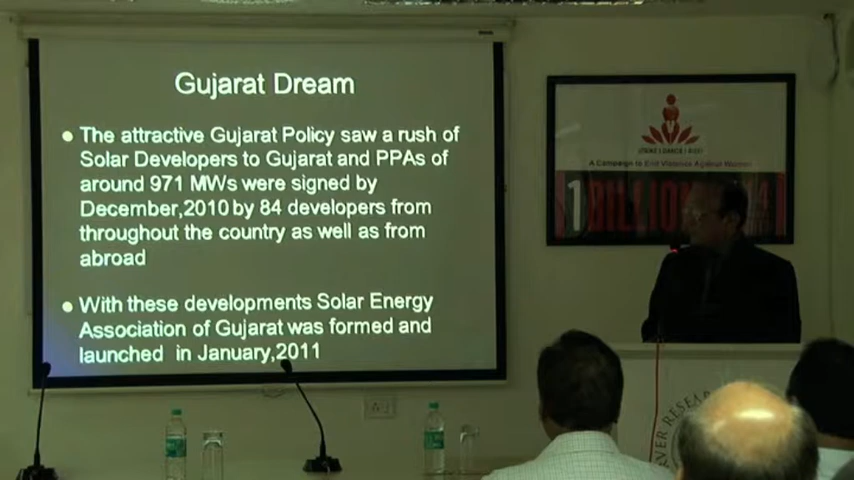 Gujarat Dream
• The attractive Gujarat Policy saw a rush of
Solar Developers to Gujarat and PPAs of
around 971 MWs were signed by
December,2010 by 84 developers from
throughout the country as well as from
abroad
• With these developments Solar Energy
Association of Gujarat was formed and
launched in January,2011
A Campaign to End Violence Against Women
1 BILLION